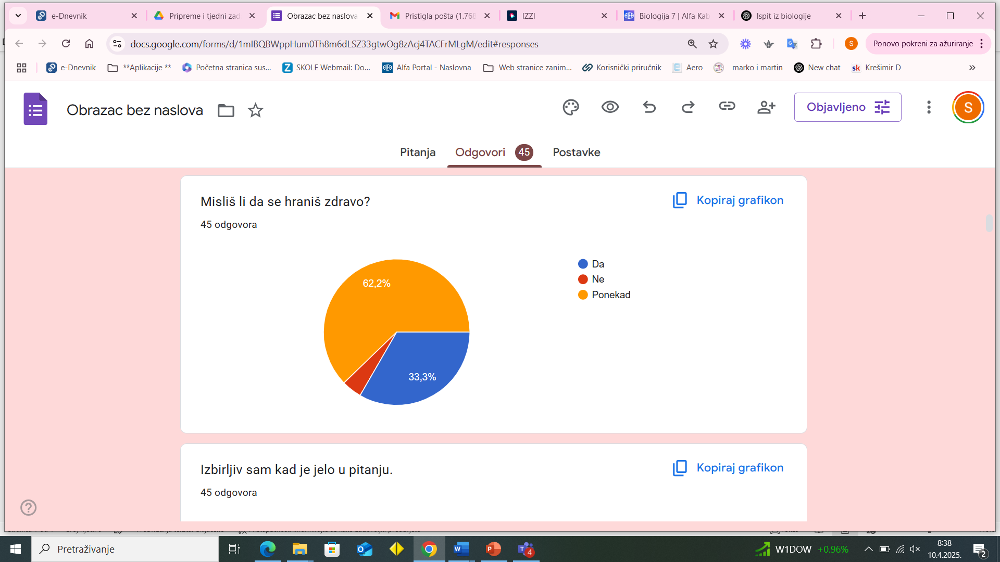 e-Dnevnik
Pripreme i tjedni zad
Obrazac bez naslova
Pristigla pošta (1.768
IZZI
Biologija 7 | Alfa Kab
Ispit iz biologije
docs.google.com/forms/d/1mIBQBWppHum0Th8m6dLSZ33gtwOg8zAcj4TACFrMLgM/edit#responses
S
Ponovo pokreni za ažuriranje
e-Dnevnik
**Aplikacije **
Početna stranica sus...
SKOLE Webmail: Do...
Alfa Portal - Naslovna
Web stranice zanim...
Korisnički priručnik
Aero
marko i martin
New chat
sk Krešimir D
Obrazac bez naslova
Objavljeno
S
Pitanja
Odgovori 45
Postavke
Misliš li da se hraniš zdravo?
Kopiraj grafikon
45 odgovora
Da
Ne
Ponekad
62,2%
33,3%
Izbirljiv sam kad je jelo u pitanju.
Kopiraj grafikon
45 odgovora
Pretraživanje
4
W1DOW +0.96%
8:38
10.4.2025.
2